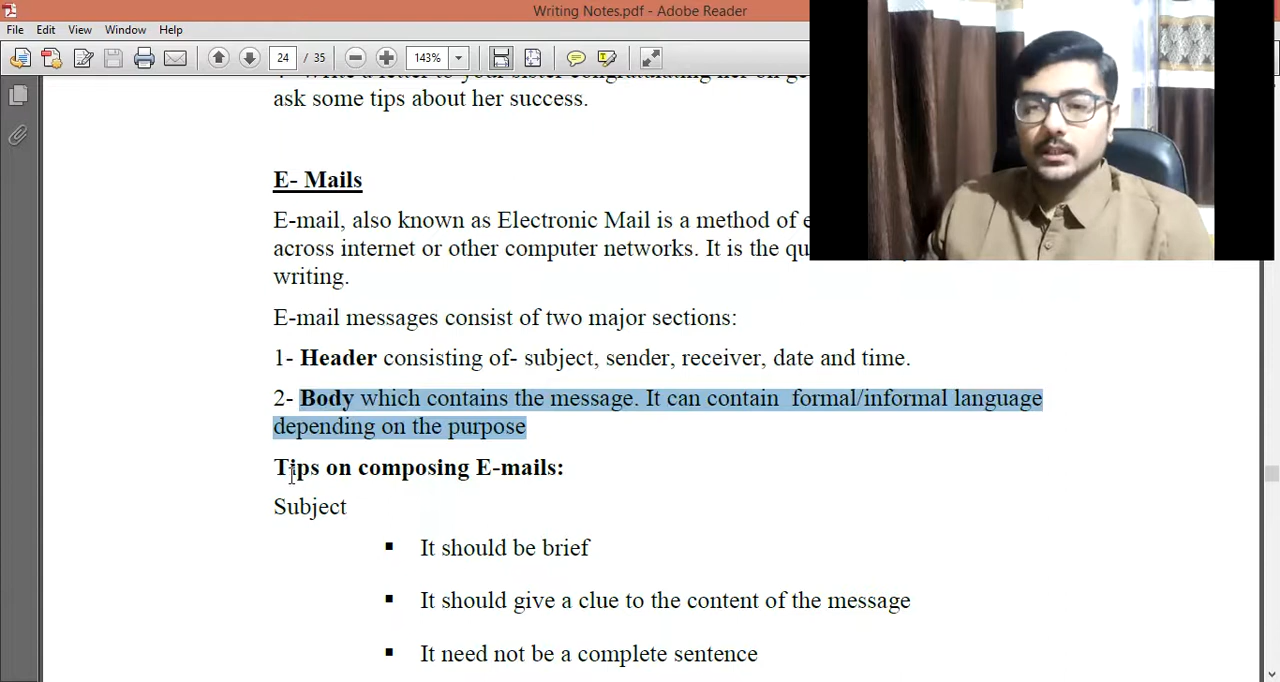 Writing Notes.pdf - Adobe Reader
File Edit View Window Help
24 / 35 143%
ask some tips about her success.
E- Mails
E-mail, also known as Electronic Mail is a method of
across internet or other computer networks. It is the
writing.
E-mail messages consist of two major sections:
1- Header consisting of- subject, sender, receiver, date and time.
2- Body which contains the message. It can contain formal/informal language
depending on the purpose
Tips on composing E-mails:
Subject
▪ It should be brief
▪ It should give a clue to the content of the message
▪ It need not be a complete sentence